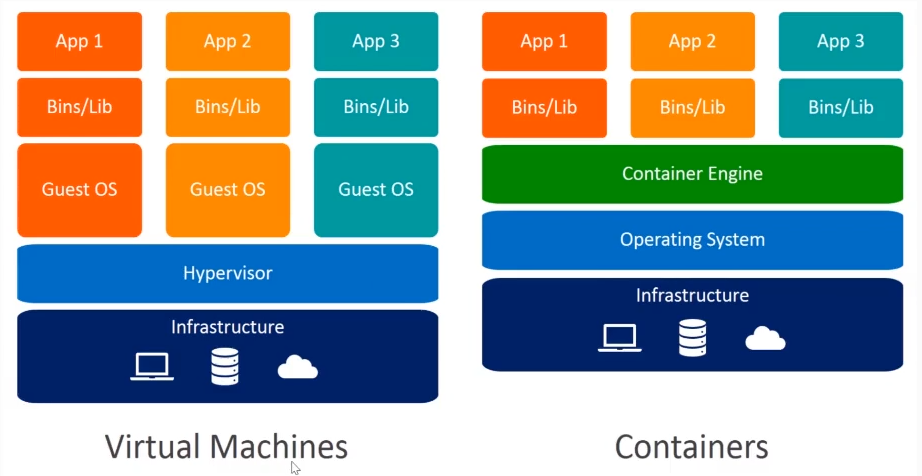 App 1
App 2
App 3
Bins/Lib
Bins/Lib
Bins/Lib
Guest OS
Guest OS
Guest OS
Hypervisor
Infrastructure
Virtual Machines
App 1
App 2
App 3
Bins/Lib
Bins/Lib
Bins/Lib
Container Engine
Operating System
Infrastructure
Containers